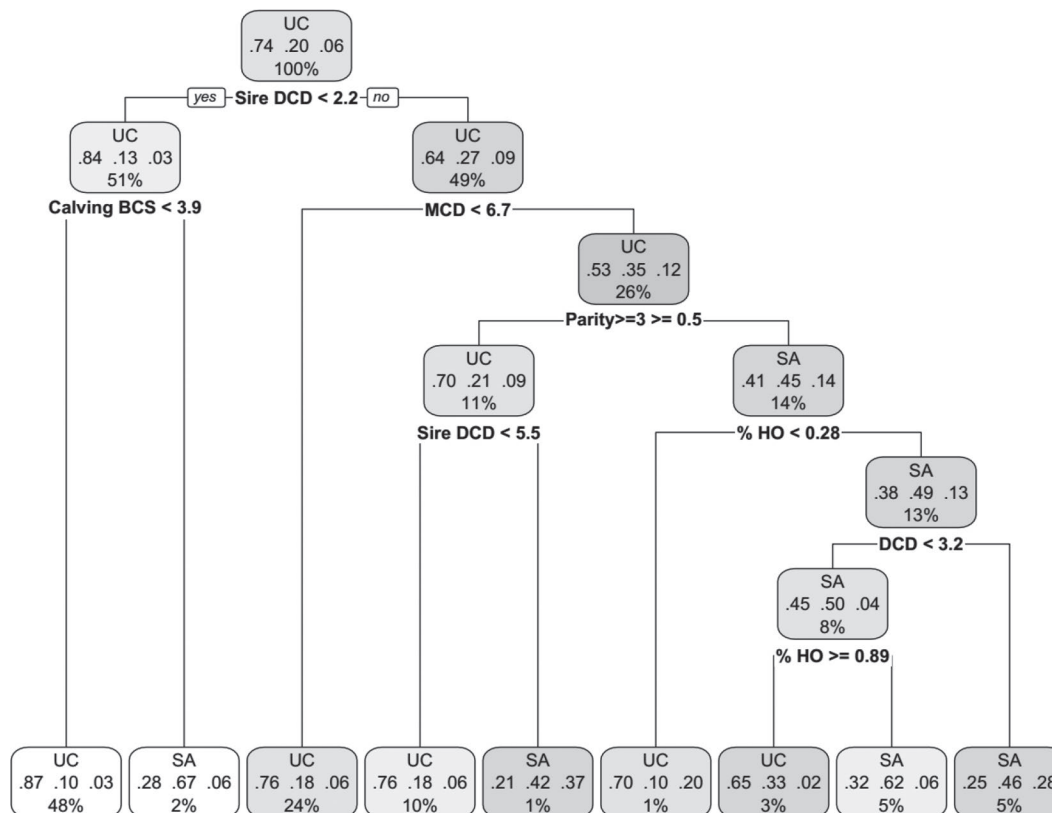 UC
.74 .20 .06
100%
yes Sire DCD < 2.2 no
UC
.84 .13 .03
51%
Calving BCS < 3.9
UC
.64 .27 .09
49%
MCD < 6.7
UC
.53 .35 .12
26%
Parity>=3 >= 0.5
UC
.70 .21 .09
11%
Sire DCD < 5.5
SA
.41 .45 .14
14%
% HO < 0.28
SA
.38 .49 .13
13%
DCD < 3.2
SA
.45 .50 .04
8%
% HO >= 0.89
UC
.87 .10 .03
48%
SA
.28 .67 .06
2%
UC
.76 .18 .06
24%
UC
.76 .18 .06
10%
SA
.21 .42 .37
1%
UC
.70 .10 .20
1%
UC
.65 .33 .02
3%
SA
.32 .62 .06
5%
SA
.25 .46 .28
5%